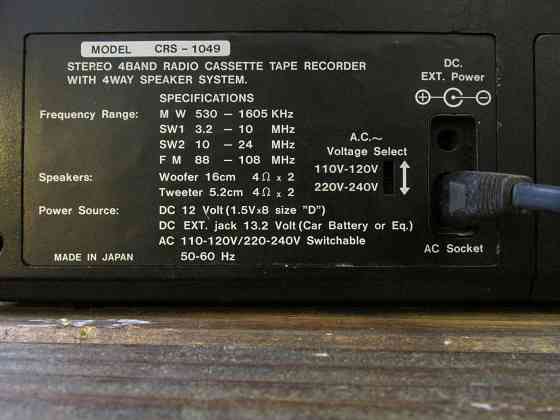 MODEL CRS - 1049
STEREO 4BAND RADIO CASSETTE TAPE RECORDER
WITH 4WAY SPEAKER SYSTEM.
SPECIFICATIONS
Frequency Range: M W 530 - 1605 KHz
SW1 3.2 - 10 MHz
SW2 10 - 24 MHz
F M 88 - 108 MHz
Speakers: Woofer 16cm 4Ω x 2
Tweeter 5.2cm 4Ω x 2
Power Source: DC 12 Volt (1.5Vx8 size "D")
DC EXT. jack 13.2 Volt (Car Battery or Eq.)
AC 110-120V/220-240V Switchable
MADE IN JAPAN 50-60 Hz
A.C.~
Voltage Select
110V-120V
220V-240V
DC.
EXT. Power
+ -
AC Socket